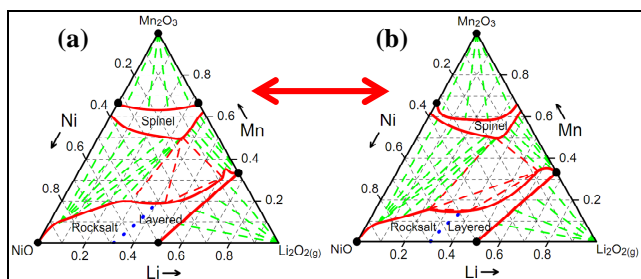 Mn₂O₃
(a)
0.2
0.8
Ni
0.4
Spinel
0.6
Mn
0.6
0.4
0.8
0.2
Rocksalt
Layered
NiO
0.2
0.4
0.6
0.8
Li₂O₂(g)
Li→
Mn₂O₃
(b)
0.2
0.8
Ni
0.4
Spinel
Mn
0.6
0.4
0.8
0.2
Rocksalt
Layered
NiO
0.2
0.4
0.6
0.8
Li₂O₂(g)
Li→